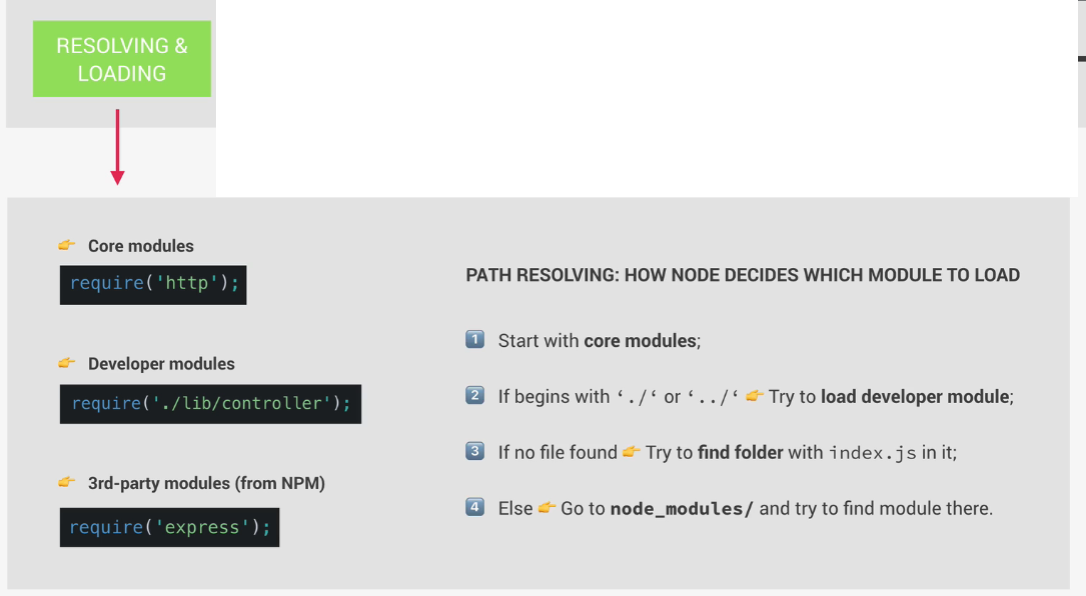 RESOLVING &
LOADING
👉 Core modules
require('http');
👉 Developer modules
require('./lib/controller');
👉 3rd-party modules (from NPM)
require('express');
PATH RESOLVING: HOW NODE DECIDES WHICH MODULE TO LOAD
1️⃣ Start with core modules;
2️⃣ If begins with ‘./‘ or ‘../‘ 👉 Try to load developer module;
3️⃣ If no file found 👉 Try to find folder with index.js in it;
4️⃣ Else 👉 Go to node_modules/ and try to find module there.